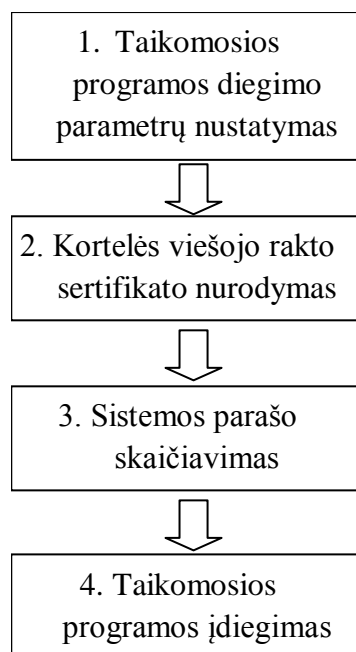 1. Taikomosios
programos diegimo
parametrų nustatymas
2. Kortelės viešojo rakto
sertifikato nurodymas
3. Sistemos parašo
skaičiavimas
4. Taikomosios
programos įdiegimas